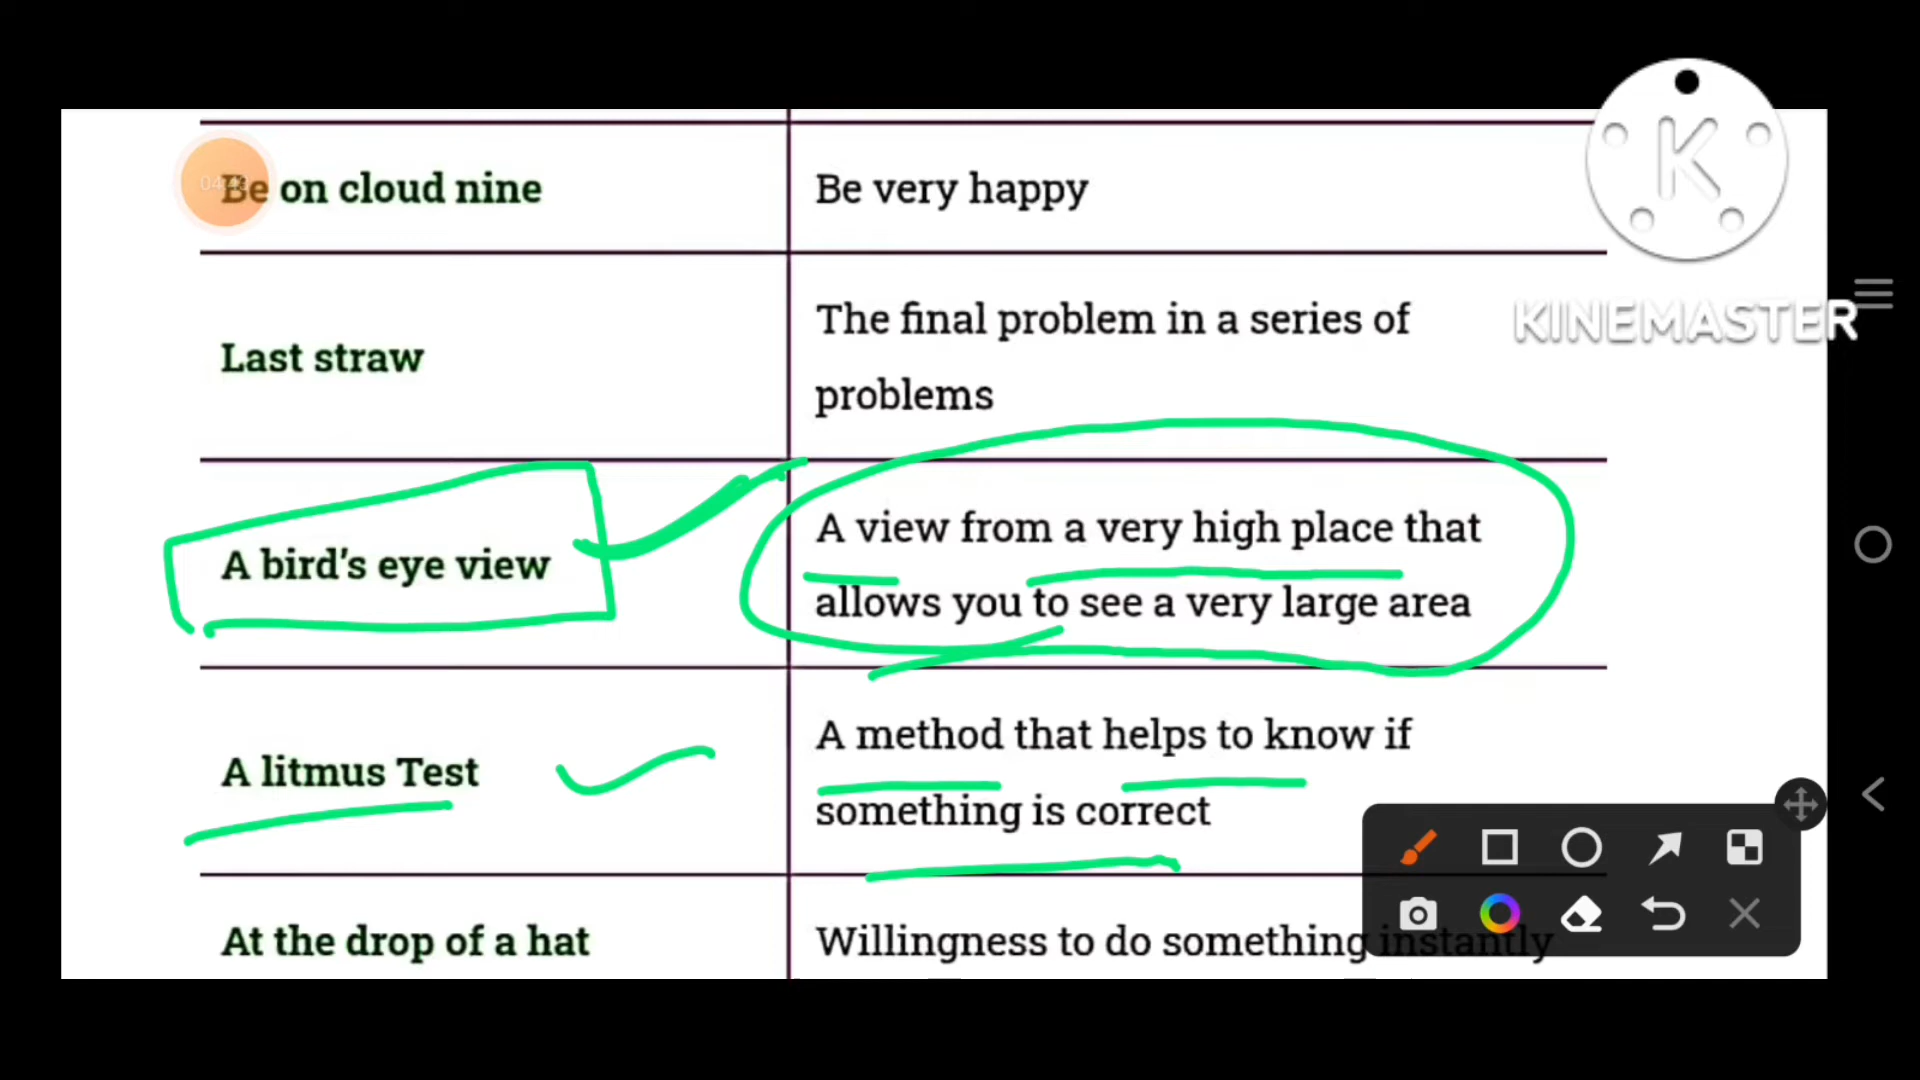 Be on cloud nine
Be very happy
Last straw
The final problem in a series of
problems
A bird's eye view
A view from a very high place that
allows you to see a very large area
A litmus Test
A method that helps to know if
something is correct
At the drop of a hat
Willingness to do something instantly
K
KINEMASTER